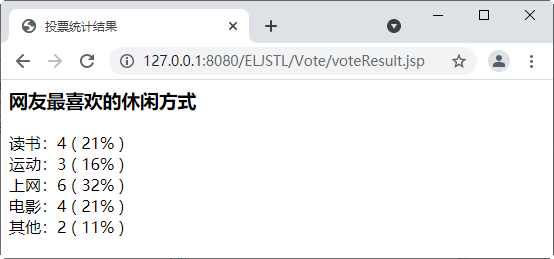 投票统计结果
127.0.0.1:8080/ELJSTL/Vote/voteResult.jsp
网友最喜欢的休闲方式
读书：4 ( 21% )
运动：3 ( 16% )
上网：6 ( 32% )
电影：4 ( 21% )
其他：2 ( 11% )